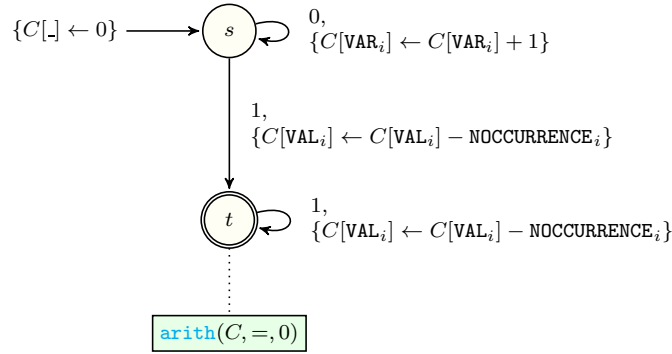 {C[_] ← 0}
s
0,
{C[VAR_i] ← C[VAR_i] + 1}
1,
{C[VAL_i] ← C[VAL_i] − NOCCURRENCE_i}
t
1,
{C[VAL_i] ← C[VAL_i] − NOCCURRENCE_i}
arith(C, =, 0)